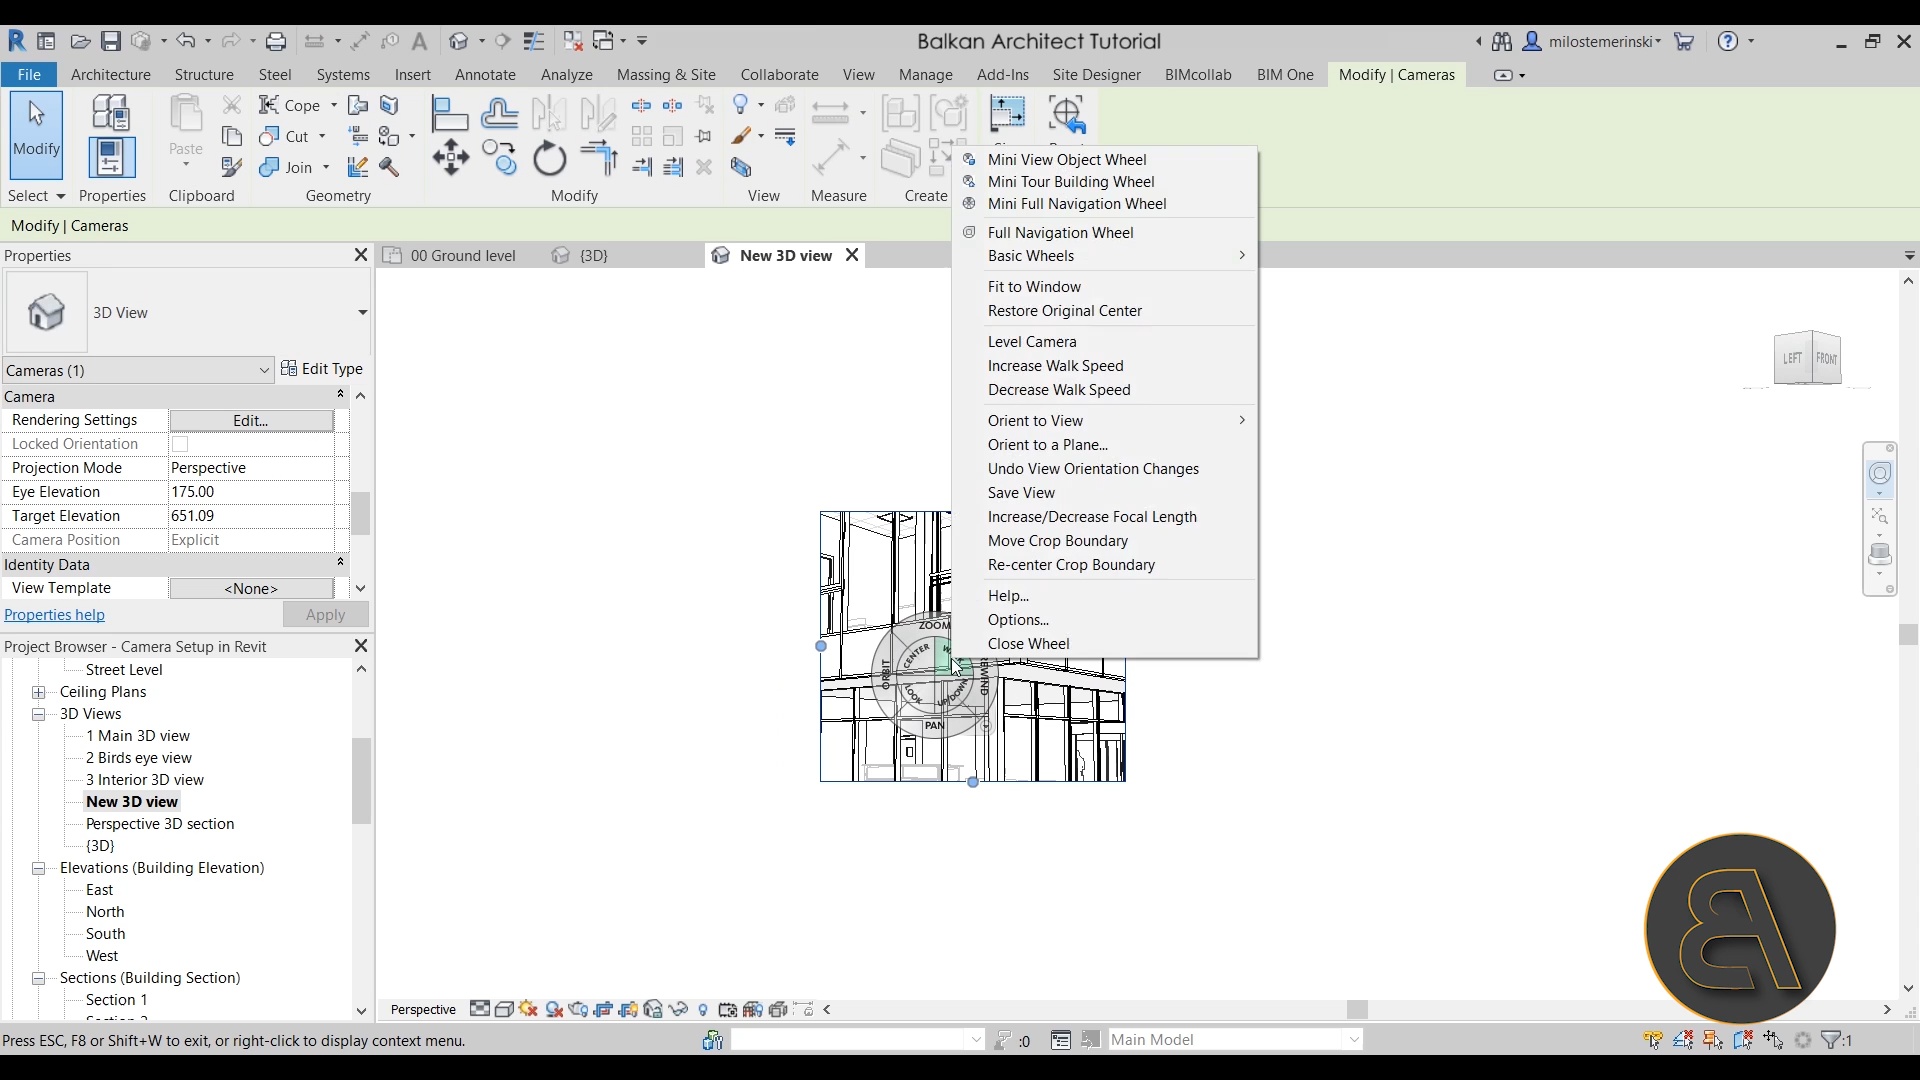 Balkan Architect Tutorial
milostemerinski
File Architecture Structure Steel Systems Insert Annotate Analyze Massing & Site Collaborate View Manage Add-Ins Site Designer BIMcollab BIM One Modify | Cameras
Modify
Paste
Cope
Cut
Join
Select Properties Clipboard Geometry Modify View Measure Create
Modify | Cameras
Properties
3D View
Cameras (1)
Edit Type
Camera
Rendering Settings Edit...
Locked Orientation
Projection Mode Perspective
Eye Elevation 175.00
Target Elevation 651.09
Camera Position Explicit
Identity Data
View Template <None>
Properties help
Apply
Project Browser - Camera Setup in Revit
Street Level
Ceiling Plans
3D Views
1 Main 3D view
2 Birds eye view
3 Interior 3D view
New 3D view
Perspective 3D section
{3D}
Elevations (Building Elevation)
East
North
South
West
Sections (Building Section)
Section 1
00 Ground level
{3D}
New 3D view
Mini View Object Wheel
Mini Tour Building Wheel
Mini Full Navigation Wheel
Full Navigation Wheel
Basic Wheels
Fit to Window
Restore Original Center
Level Camera
Increase Walk Speed
Decrease Walk Speed
Orient to View
Orient to a Plane...
Undo View Orientation Changes
Save View
Increase/Decrease Focal Length
Move Crop Boundary
Re-center Crop Boundary
Help...
Options...
Close Wheel
ZOOM
CENTER
ORBIT
REWIND
LOOK
UP/DOWN
PAN
LEFT
FRONT
Perspective
Press ESC, F8 or Shift+W to exit, or right-click to display context menu.
:0
Main Model
:1